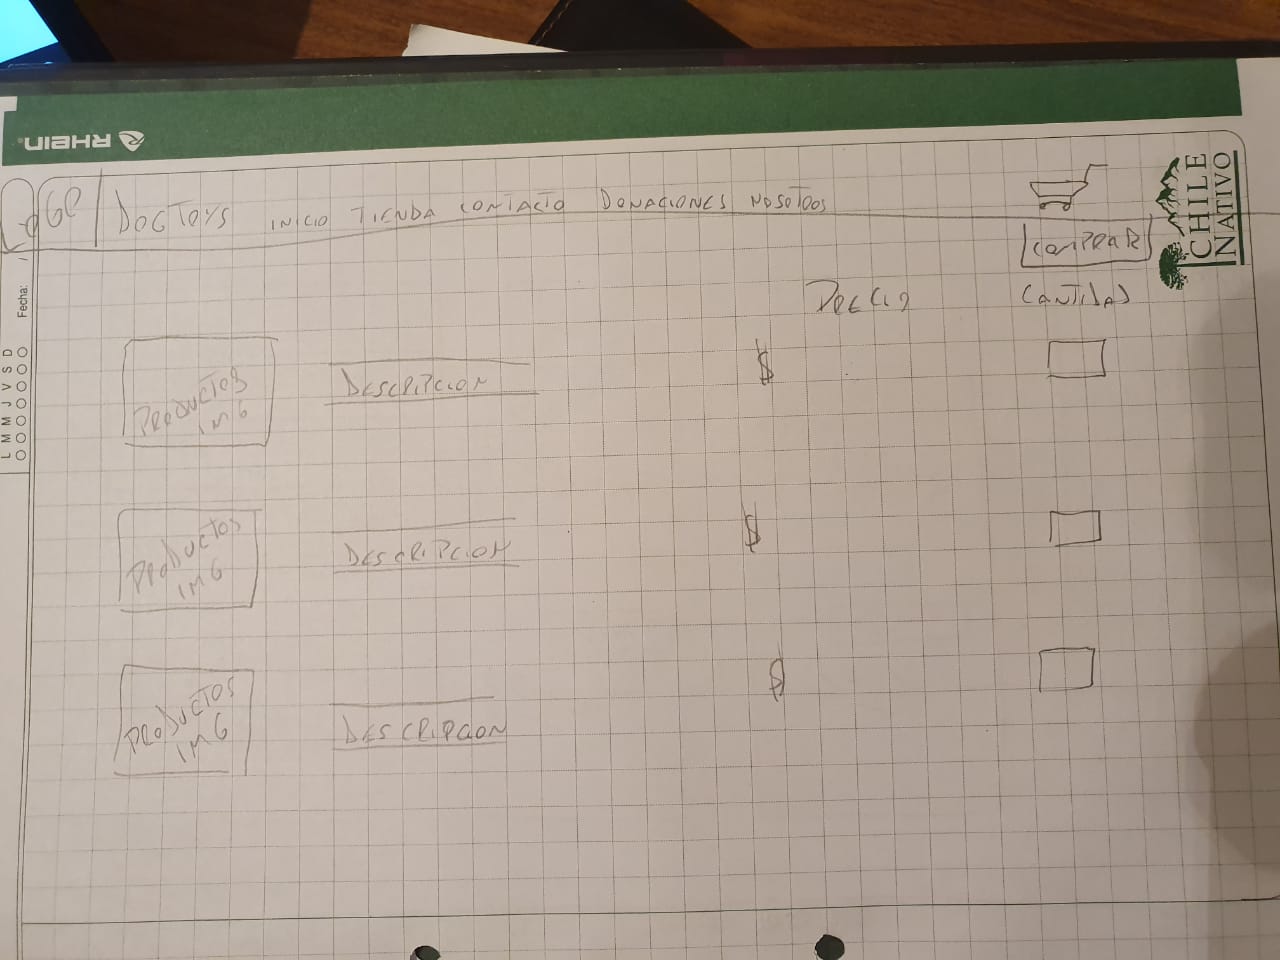 RHEIN
CHILE
NATIVO
Fecha:
L M M J V S D
LOGO DOGTOYS INICIO TIENDA CONTACTO DONACIONES NOSOTROS
COMPRAR
PRECIO CANTIDAD
PRODUCTOS
IMG
DESCRIPCION
$
PRODUCTOS
IMG
DESCRIPCION
$
PRODUCTOS
IMG
DESCRIPCION
$